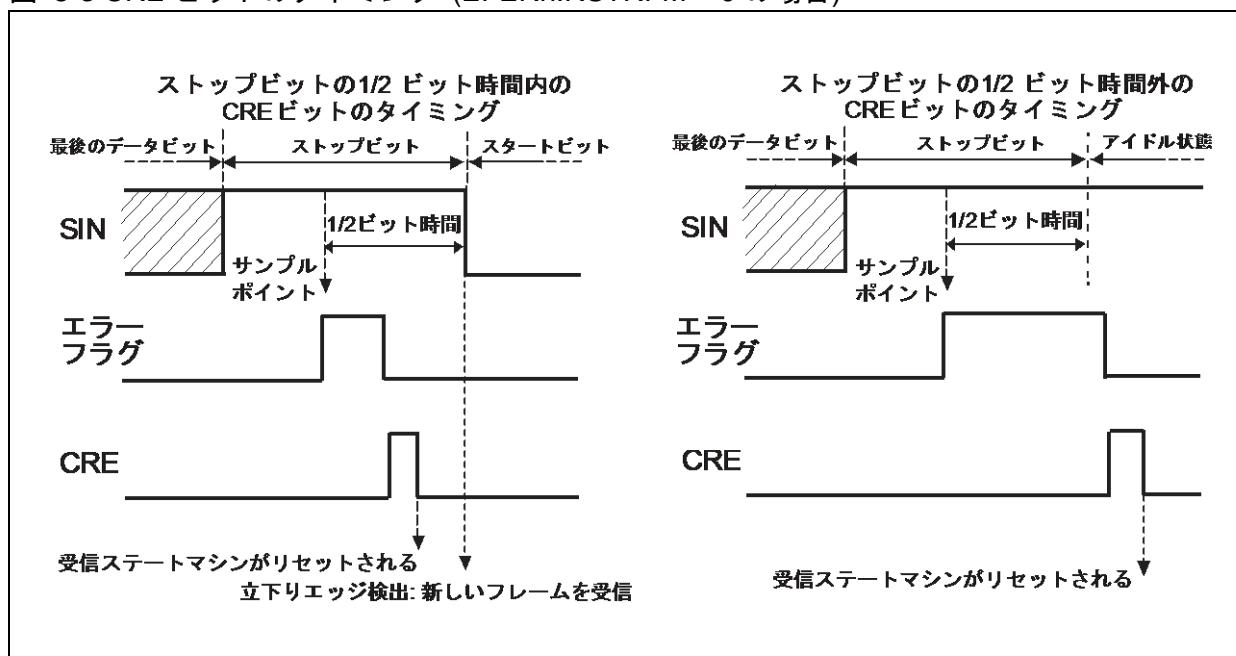 ストップビットの1/2 ビット時間内の
CREビットのタイミング
最後のデータビット
ストップビット
スタートビット
SIN
1/2ビット時間
サンプル
ポイント
エラー
フラグ
CRE
受信ステートマシンがリセットされる
立下りエッジ検出: 新しいフレームを受信
ストップビットの1/2 ビット時間外の
CREビットのタイミング
最後のデータビット
ストップビット
アイドル状態
SIN
1/2ビット時間
サンプル
ポイント
エラー
フラグ
CRE
受信ステートマシンがリセットされる